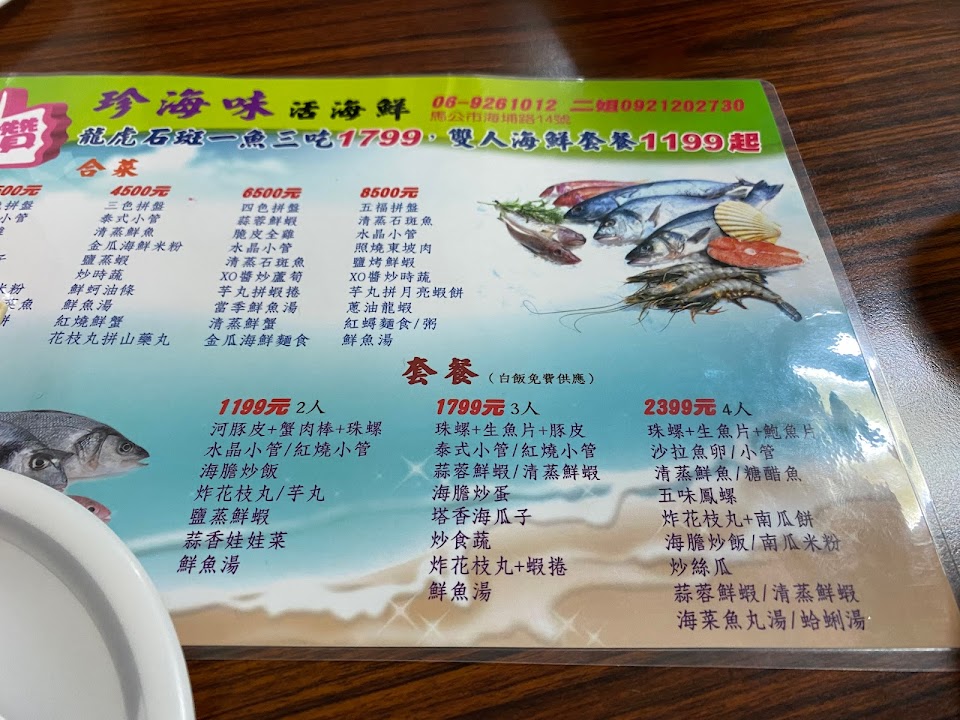 讚
珍海味 活海鮮 06-9261012 二姐0921202730
馬公市海埔路14號
龍虎石斑一魚三吃1799，雙人海鮮套餐1199起
合菜
500元
拼盤
小管
米粉
魚
4500元
三色拼盤
泰式小管
清蒸鮮魚
金瓜海鮮米粉
鹽蒸蝦
炒時蔬
鮮蚵油條
鮮魚湯
紅燒鮮蟹
花枝丸拼山藥丸
6500元
四色拼盤
蒜蓉鮮蝦
脆皮全雞
水晶小管
清蒸石斑魚
XO醬炒蘆筍
芋丸拼蝦捲
當季鮮魚湯
清蒸鮮蟹
金瓜海鮮麵食
8500元
五福拼盤
清蒸石斑魚
水晶小管
照燒東坡肉
鹽烤鮮蝦
XO醬炒時蔬
芋丸拼月亮蝦餅
蔥油龍蝦
紅蟳麵食/粥
鮮魚湯
套餐（白飯免費供應）
1199元 2人
河豚皮+蟹肉棒+珠螺
水晶小管/紅燒小管
海膽炒飯
炸花枝丸/芋丸
鹽蒸鮮蝦
蒜香娃娃菜
鮮魚湯
1799元 3人
珠螺+生魚片+豚皮
泰式小管/紅燒小管
蒜蓉鮮蝦/清蒸鮮蝦
海膽炒蛋
塔香海瓜子
炒食蔬
炸花枝丸+蝦捲
鮮魚湯
2399元 4人
珠螺+生魚片+鮑魚片
沙拉魚卵/小管
清蒸鮮魚/糖醋魚
五味鳳螺
炸花枝丸+南瓜餅
海膽炒飯/南瓜米粉
炒絲瓜
蒜蓉鮮蝦/清蒸鮮蝦
海菜魚丸湯/蛤蜊湯